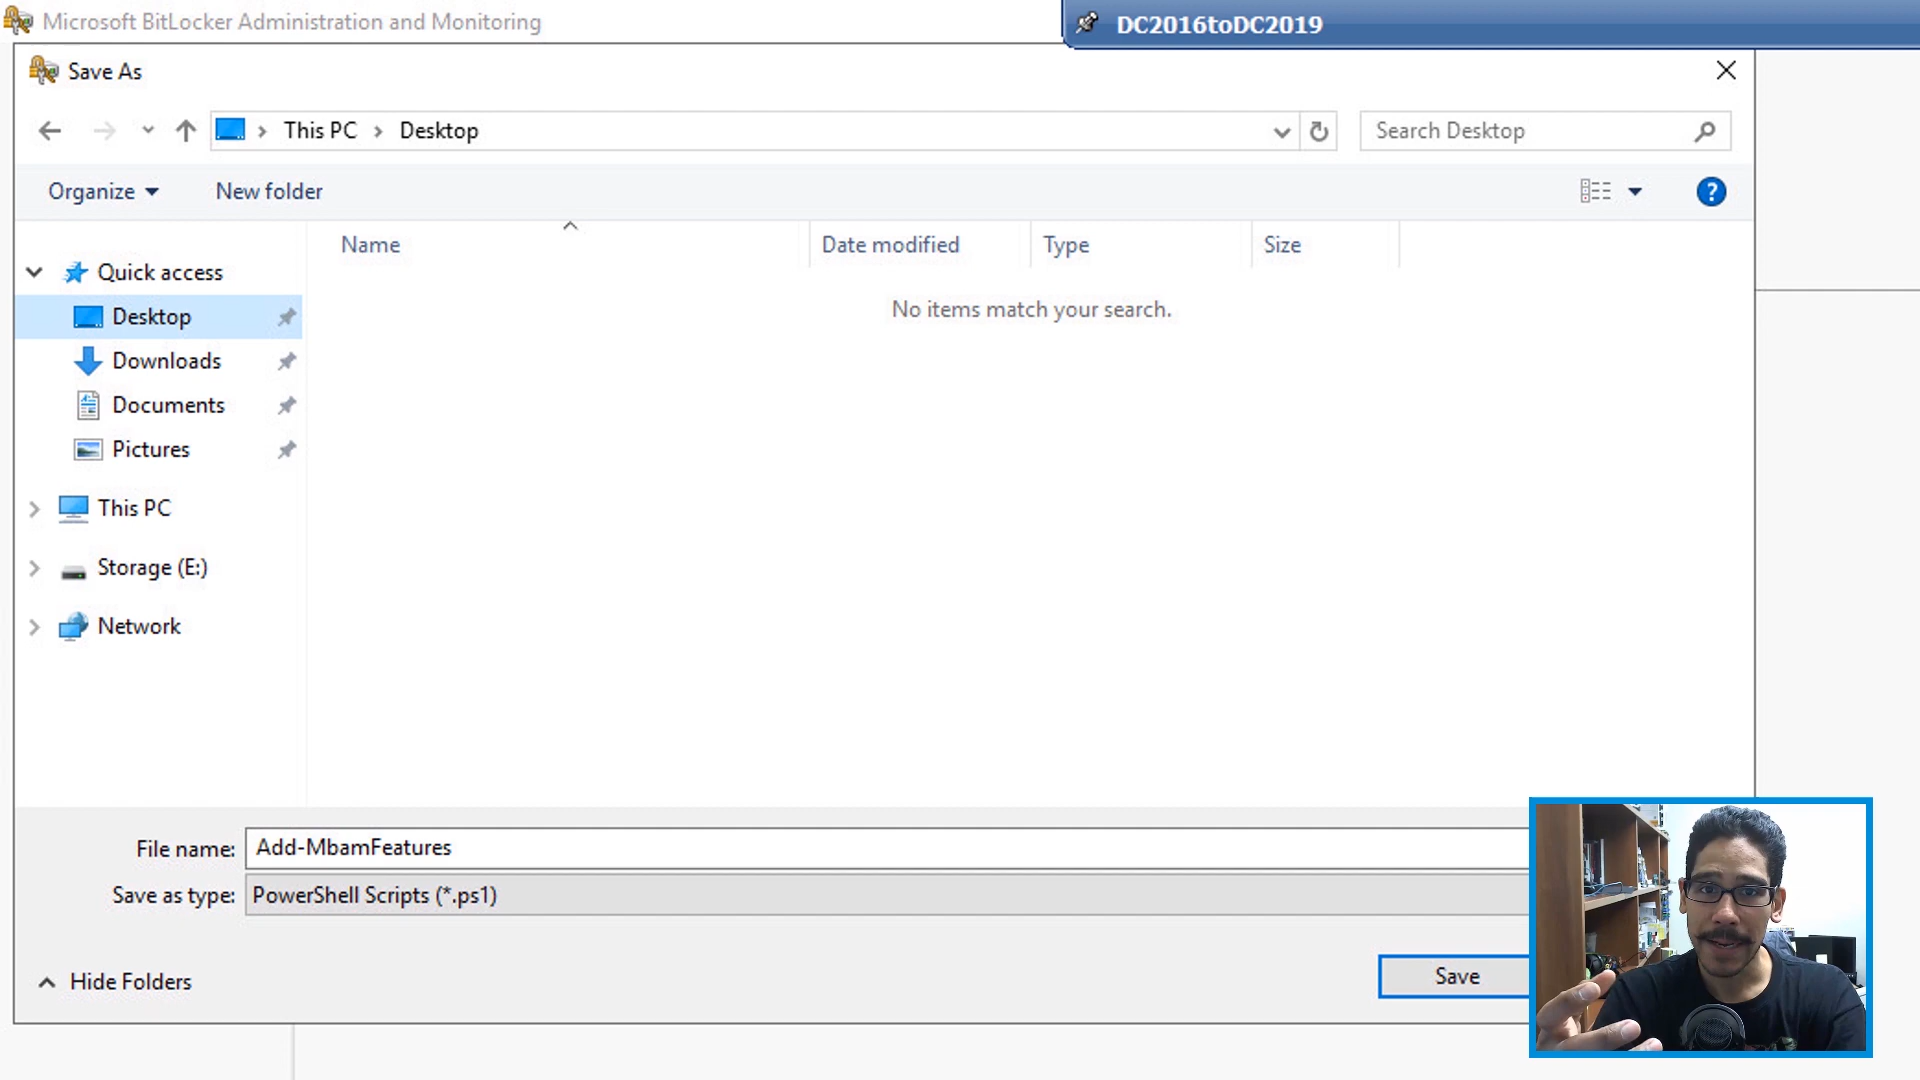 Microsoft BitLocker Administration and Monitoring
DC2016toDC2019
Save As
This PC
Desktop
Search Desktop
Organize
New folder
?
Name
Date modified
Type
Size
No items match your search.
Quick access
Desktop
Downloads
Documents
Pictures
This PC
Storage (E:)
Network
File name:
Add-MbamFeatures
Save as type:
PowerShell Scripts (*.ps1)
Hide Folders
Save